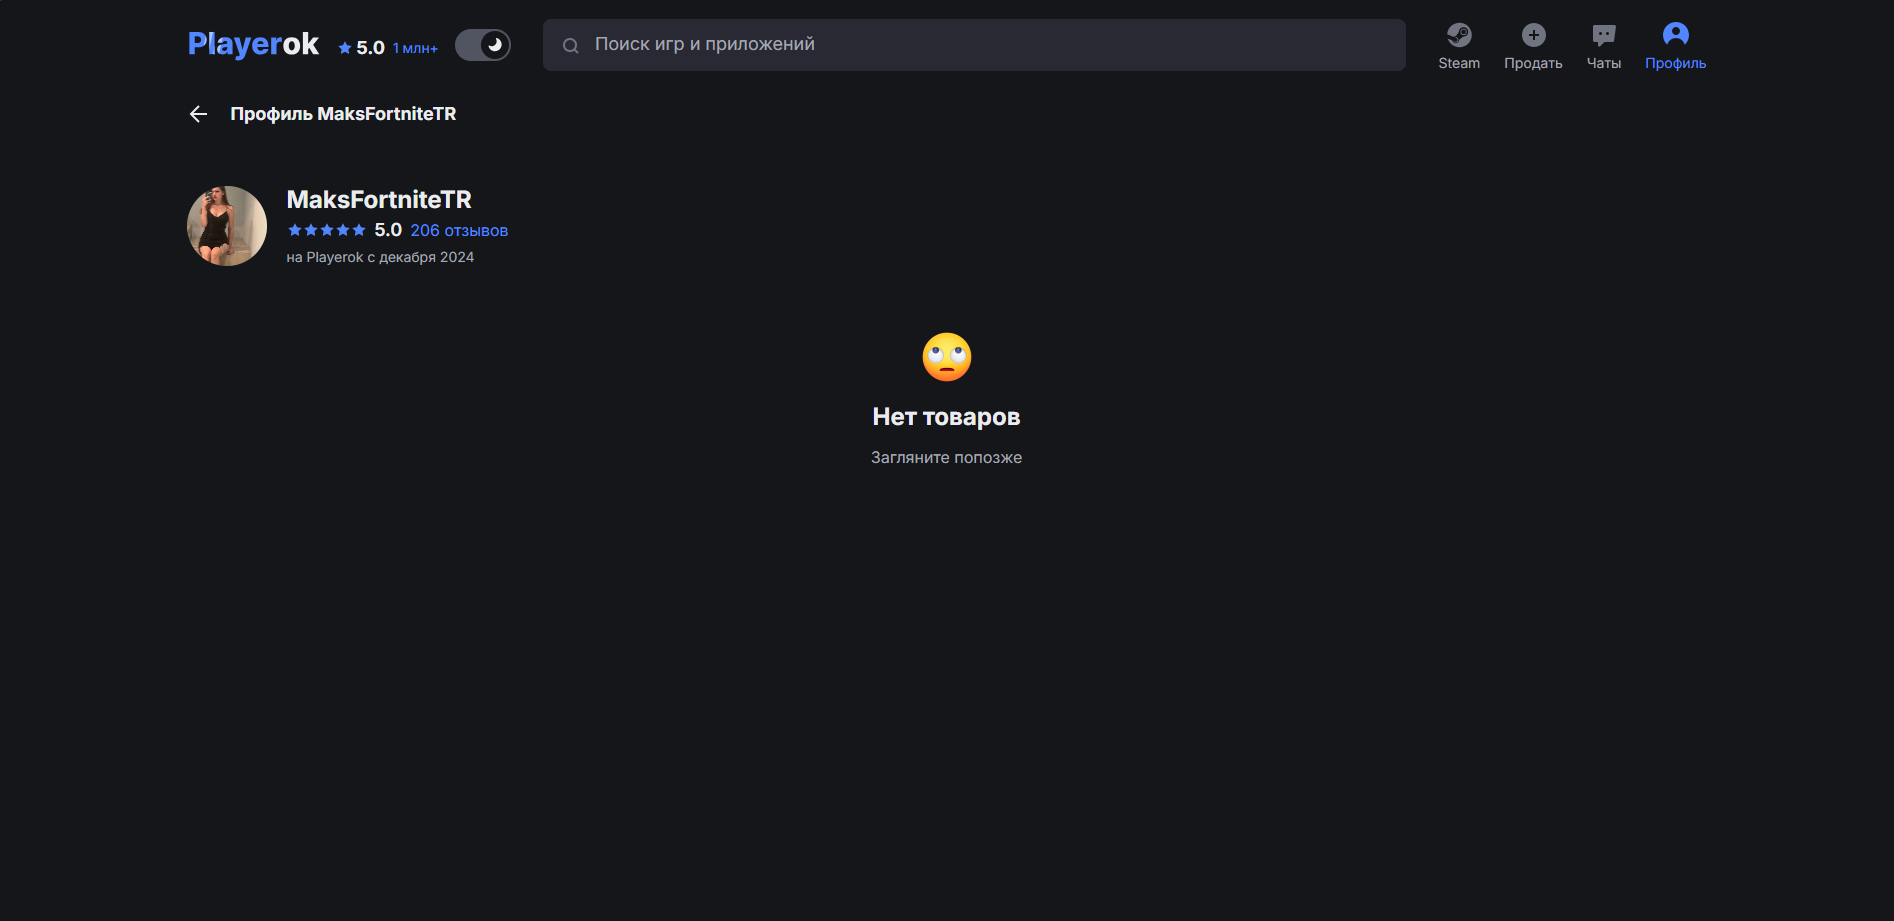 Playerok 5.0 1 млн+ Поиск игр и приложений Steam Продать Чаты Профиль
Профиль MaksFortniteTR
MaksFortniteTR
5.0 206 отзывов
на Playerok с декабря 2024
Нет товаров
Загляните попозже